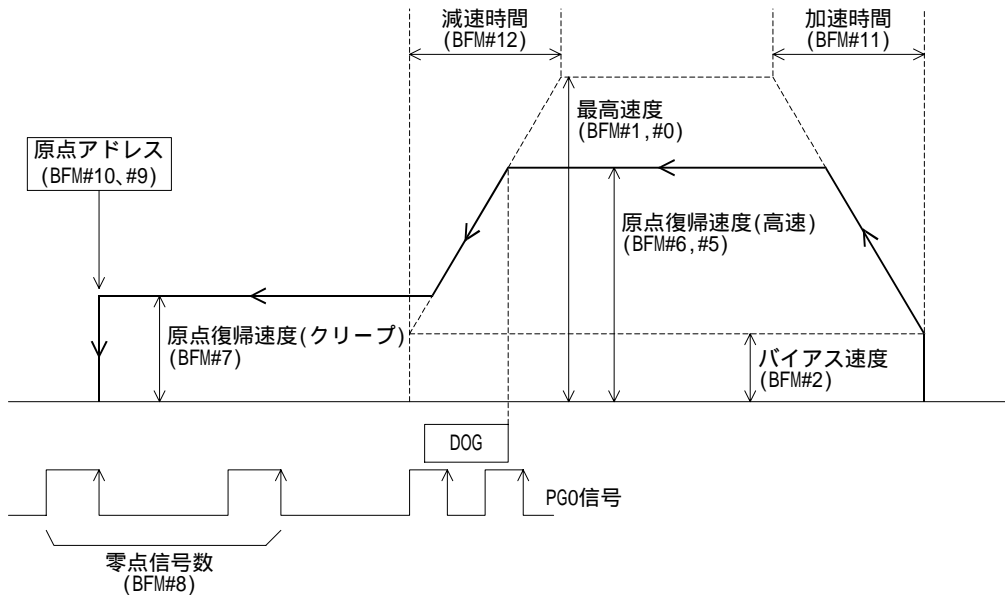 減速時間
(BFM#12)
加速時間
(BFM#11)
最高速度
(BFM#1,#0)
原点アドレス
(BFM#10、#9)
原点復帰速度(高速)
(BFM#6,#5)
原点復帰速度(クリープ)
(BFM#7)
バイアス速度
(BFM#2)
DOG
PG0信号
零点信号数
(BFM#8)